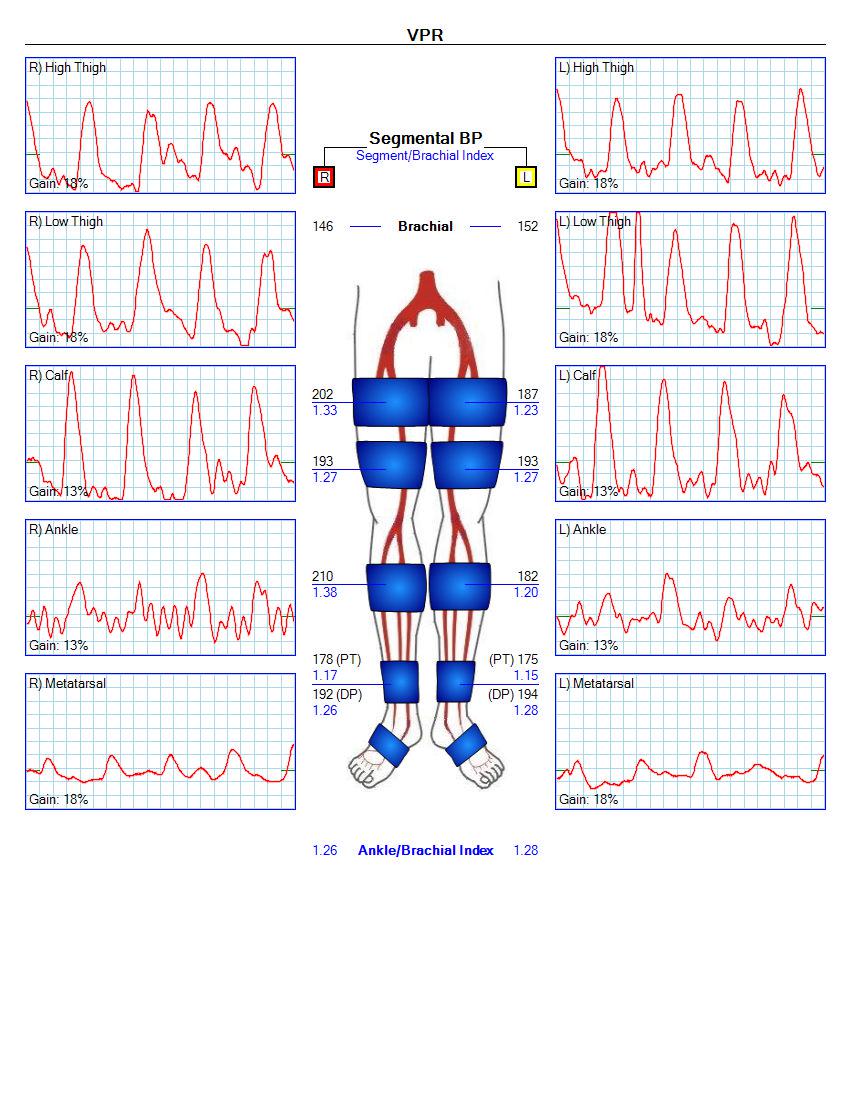 VPR
R) High Thigh
Gain: 18%
R) Low Thigh
Gain: 18%
R) Calf
Gain: 13%
R) Ankle
Gain: 13%
R) Metatarsal
Gain: 18%
Segmental BP
Segment/Brachial Index
R
L
146 Brachial 152
202 187
1.33 1.23
193 193
1.27 1.27
210 182
1.38 1.20
178 (PT) (PT) 175
1.17 1.15
192 (DP) (DP) 194
1.26 1.28
1.26 Ankle/Brachial Index 1.28
L) High Thigh
Gain: 18%
L) Low Thigh
Gain: 18%
L) Calf
Gain: 13%
L) Ankle
Gain: 13%
L) Metatarsal
Gain: 18%